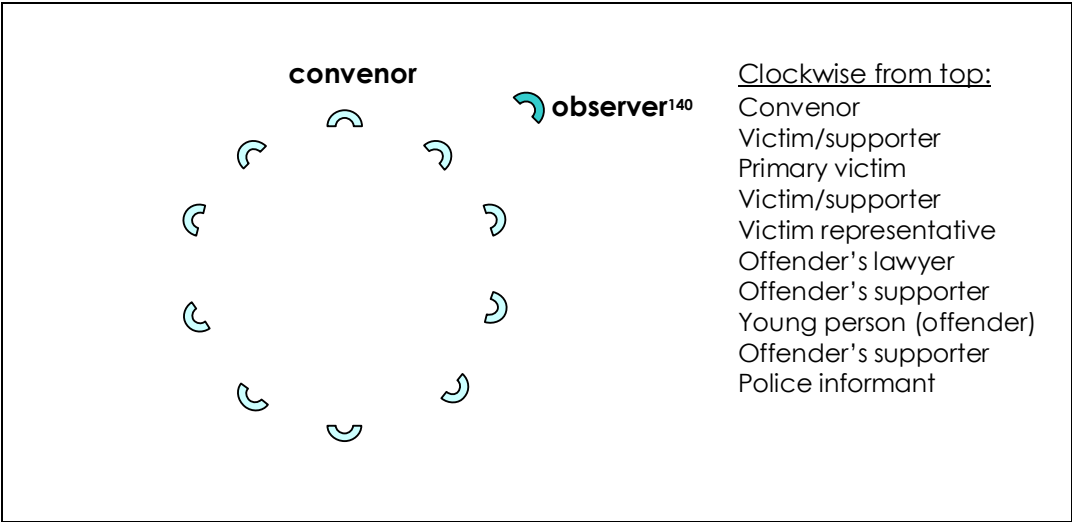 convenor
observer140
Clockwise from top:
Convenor
Victim/supporter
Primary victim
Victim/supporter
Victim representative
Offender’s lawyer
Offender’s supporter
Young person (offender)
Offender’s supporter
Police informant